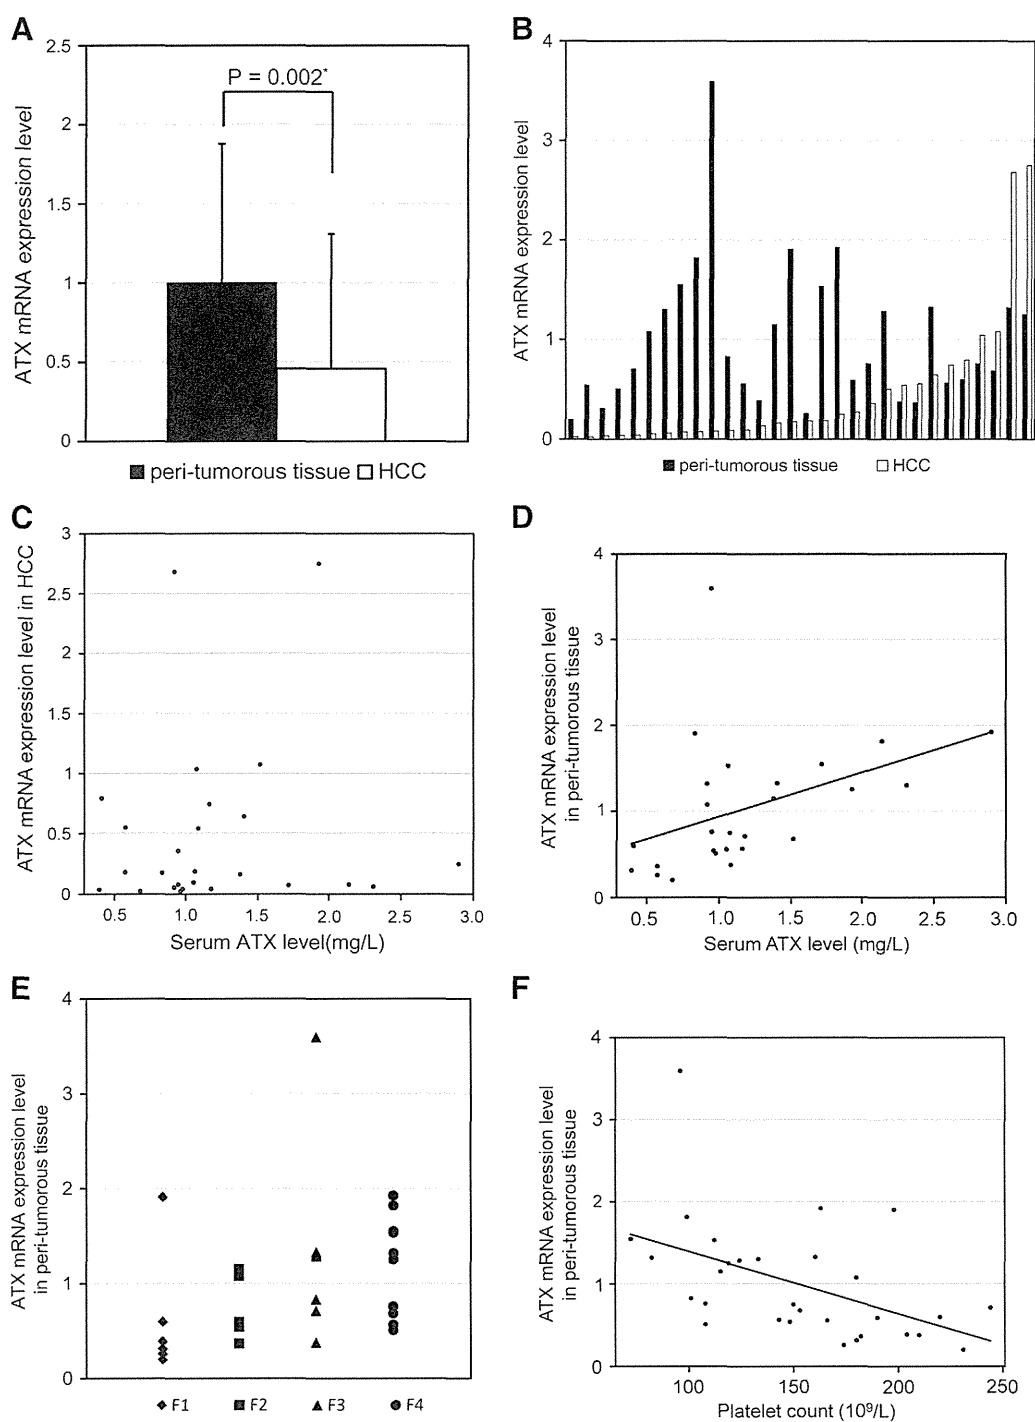 A
ATX mRNA expression level
2.5
2
1.5
1
0.5
0
P = 0.002*
peri-tumorous tissue HCC
B
ATX mRNA expression level
4
3
2
1
0
peri-tumorous tissue HCC
C
ATX mRNA expression level in HCC
3
2.5
2
1.5
1
0.5
0
0.5 1.0 1.5 2.0 2.5 3.0
Serum ATX level(mg/L)
D
ATX mRNA expression level
in peri-tumorous tissue
4
3
2
1
0
0.5 1.0 1.5 2.0 2.5 3.0
Serum ATX level (mg/L)
E
ATX mRNA expression level
in peri-tumorous tissue
4
3
2
1
0
F1 F2 F3 F4
F
ATX mRNA expression level
in peri-tumorous tissue
4
3
2
1
0
100 150 200 250
Platelet count (10⁹/L)